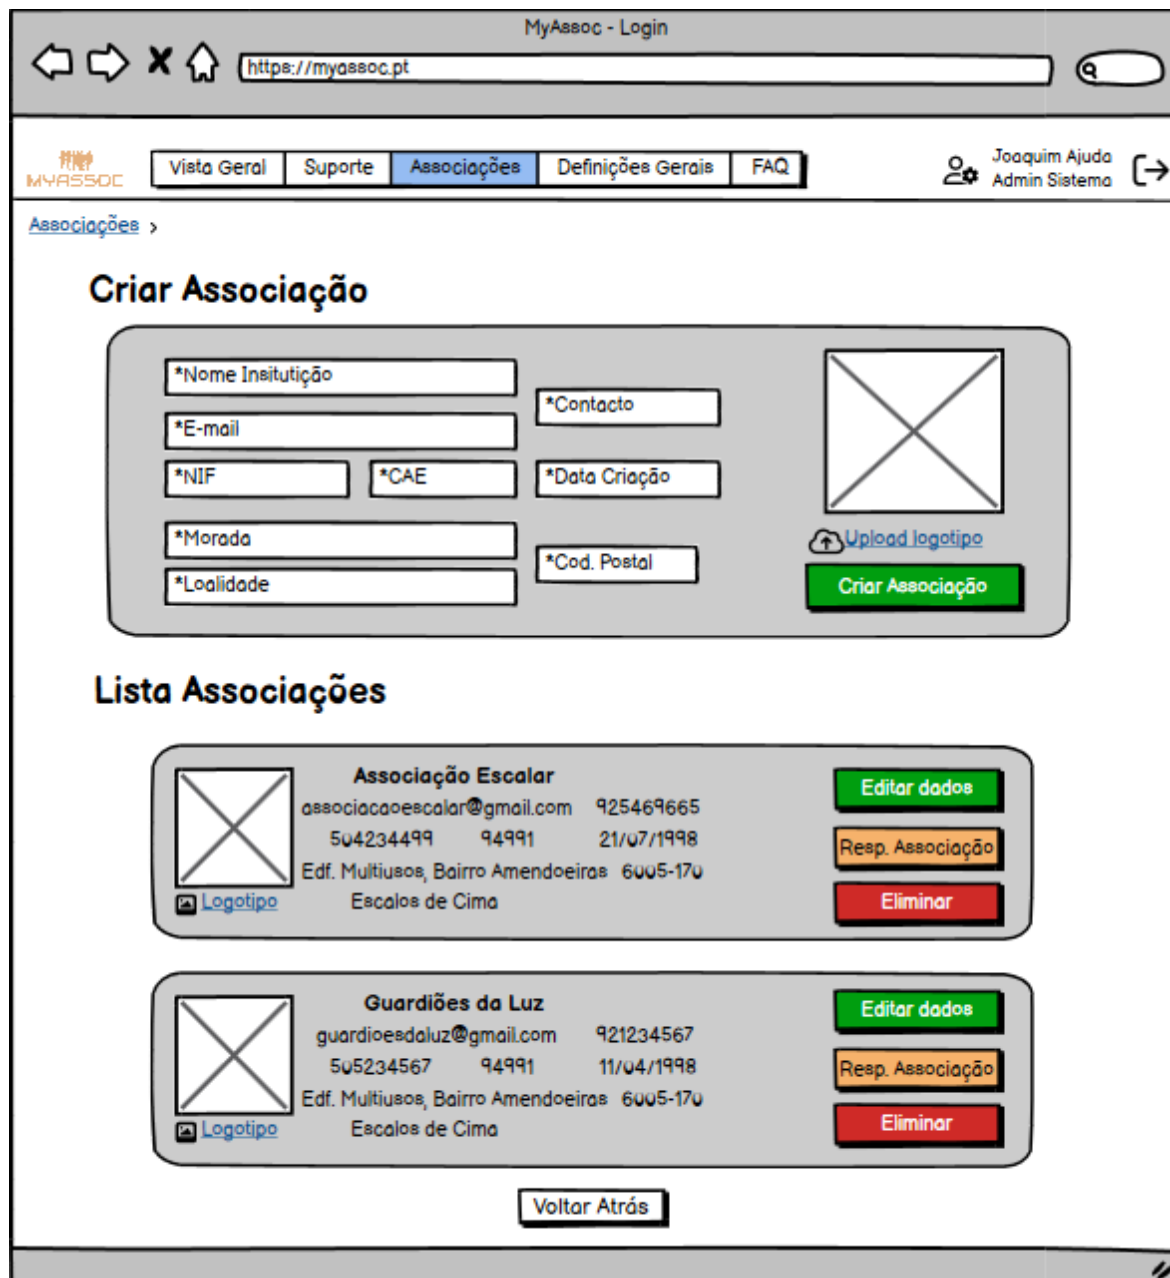 MyAssoc - Login
https://myassoc.pt
MYASSOC
Vista Geral Suporte Associações Definições Gerais FAQ
Joaquim Ajuda
Admin Sistema
Associações >
Criar Associação
*Nome Insitutição
*Contacto
*E-mail
*NIF *CAE *Data Criação
*Morada
*Cod. Postal
*Loalidade
Upload logotipo
Criar Associação
Lista Associações
Associação Escalar
associacaoescalar@gmail.com 925469665
504234499 94991 21/07/1998
Edf. Multiusos, Bairro Amendoeiras 6005-170
Escalos de Cima
Logotipo
Editar dados
Resp. Associação
Eliminar
Guardiões da Luz
guardioesdaluz@gmail.com 921234567
505234567 94991 11/04/1998
Edf. Multiusos, Bairro Amendoeiras 6005-170
Escalos de Cima
Logotipo
Editar dados
Resp. Associação
Eliminar
Voltar Atrás